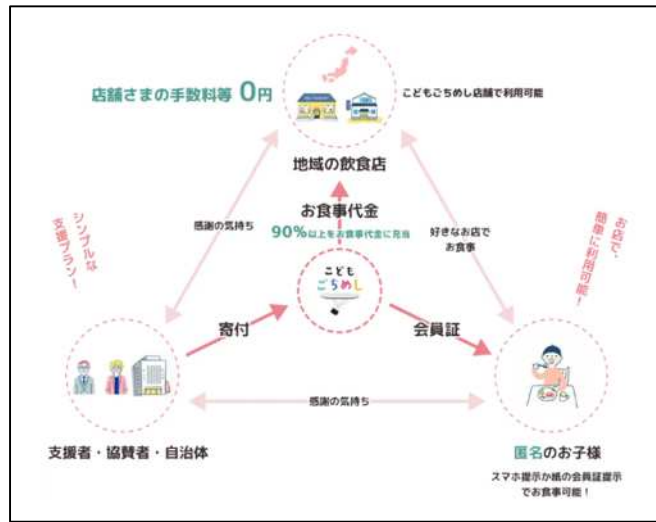 店舗さまの手数料等 0円
こどもごちめし店舗で利用可能
地域の飲食店
お食事代金
90%以上をお食事代金に充当
感謝の気持ち
好きなお店で
お食事
シンプルな
支援プラン!
お店で、
簡単に利用可能!
こども
ごちめし
寄付
会員証
感謝の気持ち
支援者・協賛者・自治体
匿名のお子様
スマホ提示か紙の会員証提示
でお食事可能!